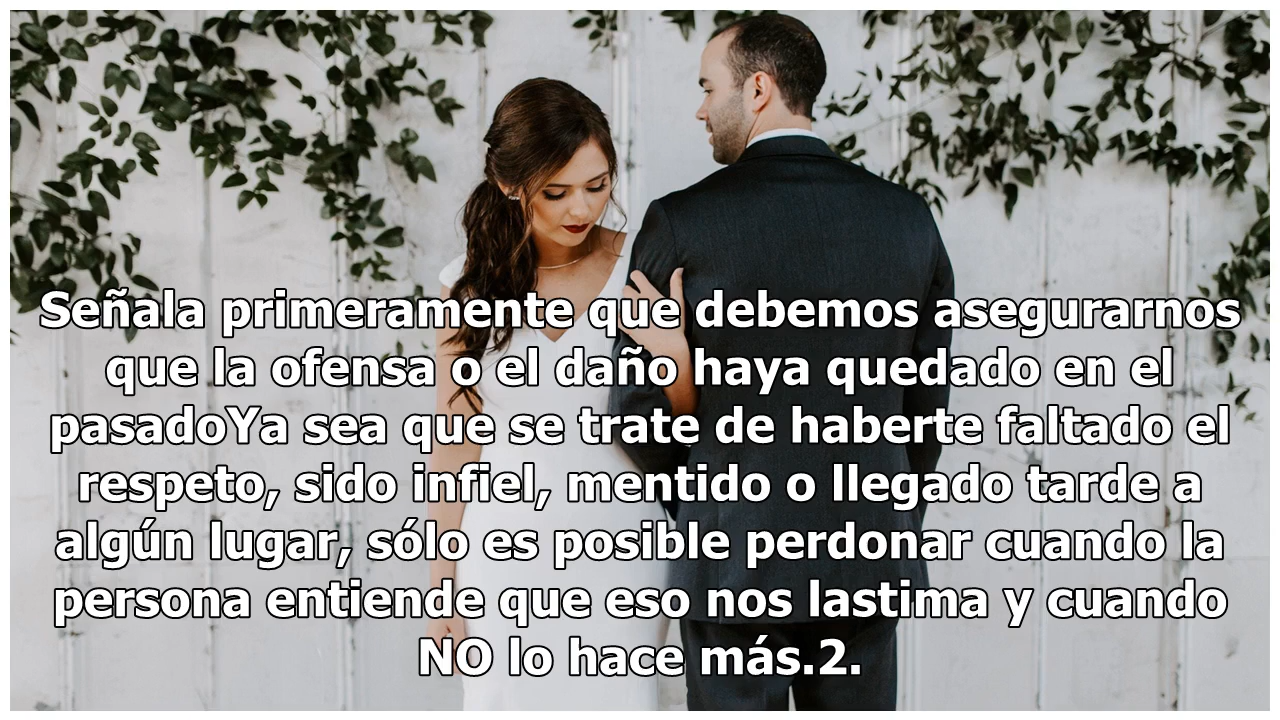 Señala primeramente que debemos asegurarnos
que la ofensa o el daño haya quedado en el
pasadoYa sea que se trate de haberte faltado el
respeto, sido infiel, mentido o llegado tarde a
algún lugar, sólo es posible perdonar cuando la
persona entiende que eso nos lastima y cuando
NO lo hace más.2.